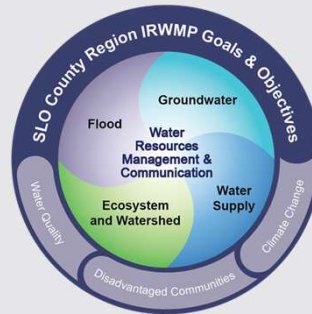 SLO County Region IRWMP Goals & Objectives
Groundwater
Flood
Water
Resources
Management &
Communication
Ecosystem
and Watershed
Water
Supply
Water Quality
Disadvantaged Communities
Climate Change